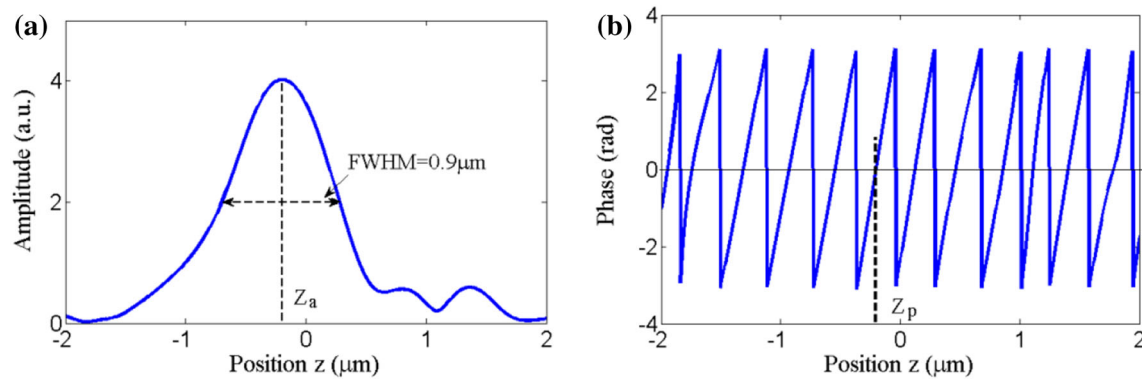 (a)
Amplitude (a.u.)
4
2
0
FWHM=0.9μm
Za
-2
-1
0
1
2
Position z (μm)
(b)
Phase (rad)
4
2
0
-2
-4
Zp
-2
-1
0
1
2
Position z (μm)